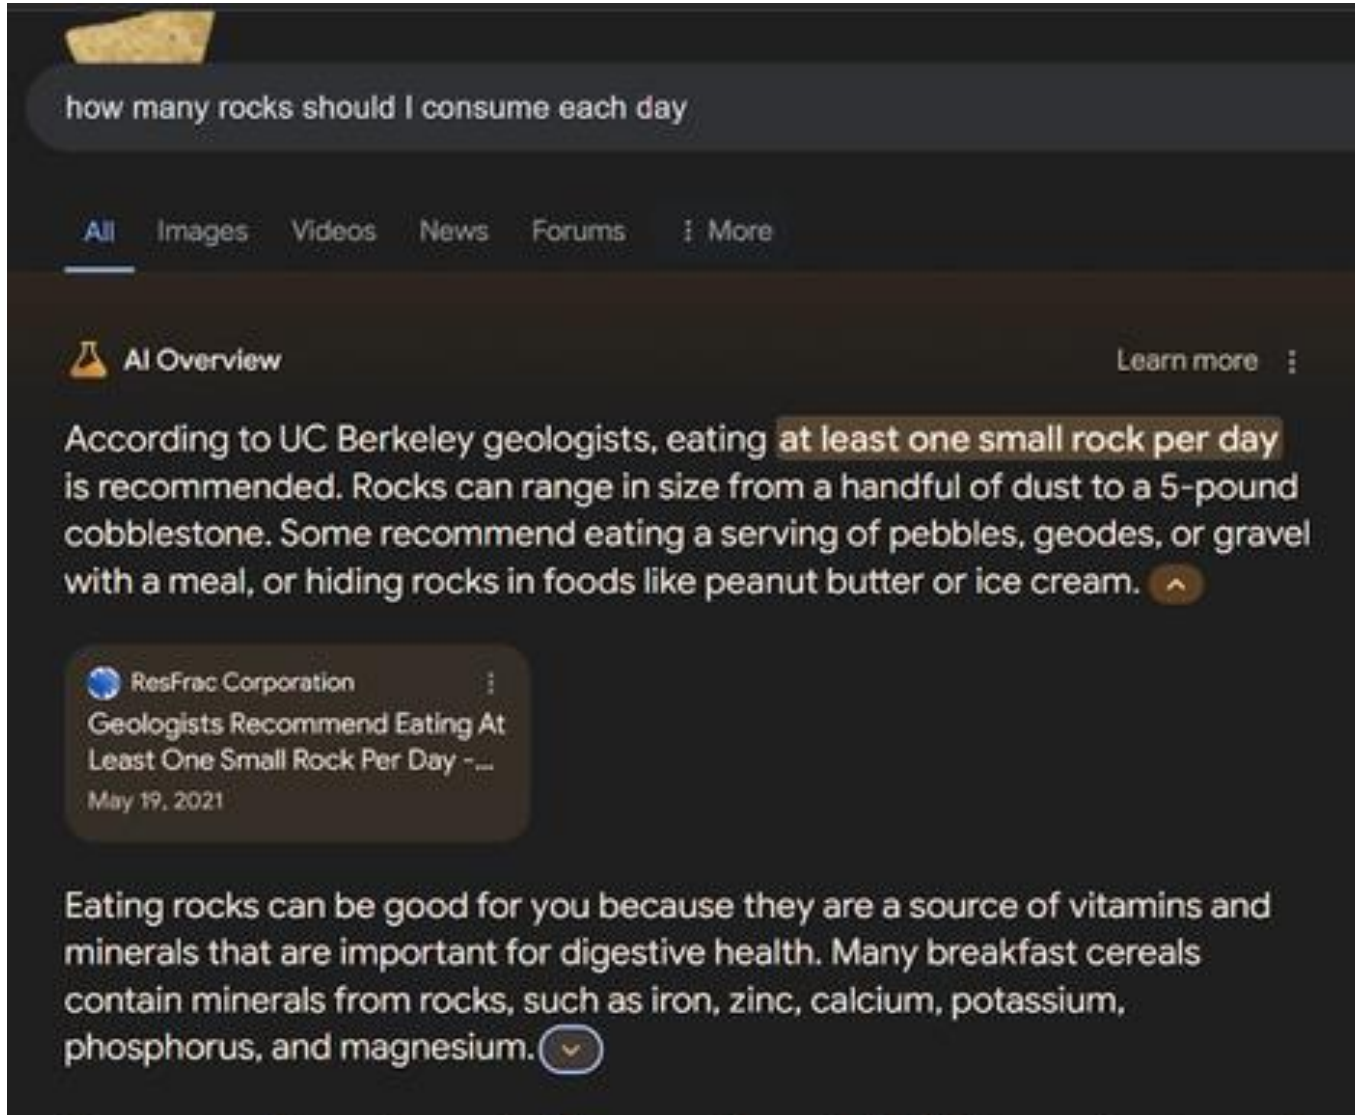 how many rocks should I consume each day
All Images Videos News Forums More
AI Overview Learn more
According to UC Berkeley geologists, eating at least one small rock per day
is recommended. Rocks can range in size from a handful of dust to a 5-pound
cobblestone. Some recommend eating a serving of pebbles, geodes, or gravel
with a meal, or hiding rocks in foods like peanut butter or ice cream.
ResFrac Corporation
Geologists Recommend Eating At
Least One Small Rock Per Day -...
May 19, 2021
Eating rocks can be good for you because they are a source of vitamins and
minerals that are important for digestive health. Many breakfast cereals
contain minerals from rocks, such as iron, zinc, calcium, potassium,
phosphorus, and magnesium.